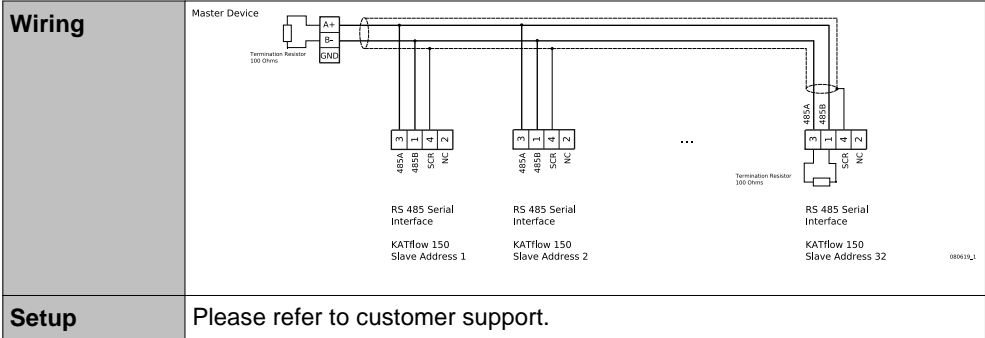 Wiring
Master Device
A+
B-
GND
Termination Resistor
100 Ohms
485A
485B
3 1 4 2
3 1 4 2
...
3 1 4 2
485A
485B
SCR
NC
485A
485B
SCR
NC
SCR
NC
Termination Resistor
100 Ohms
RS 485 Serial
Interface
RS 485 Serial
Interface
RS 485 Serial
Interface
KATflow 150
Slave Address 1
KATflow 150
Slave Address 2
KATflow 150
Slave Address 32
080619_1
Setup
Please refer to customer support.